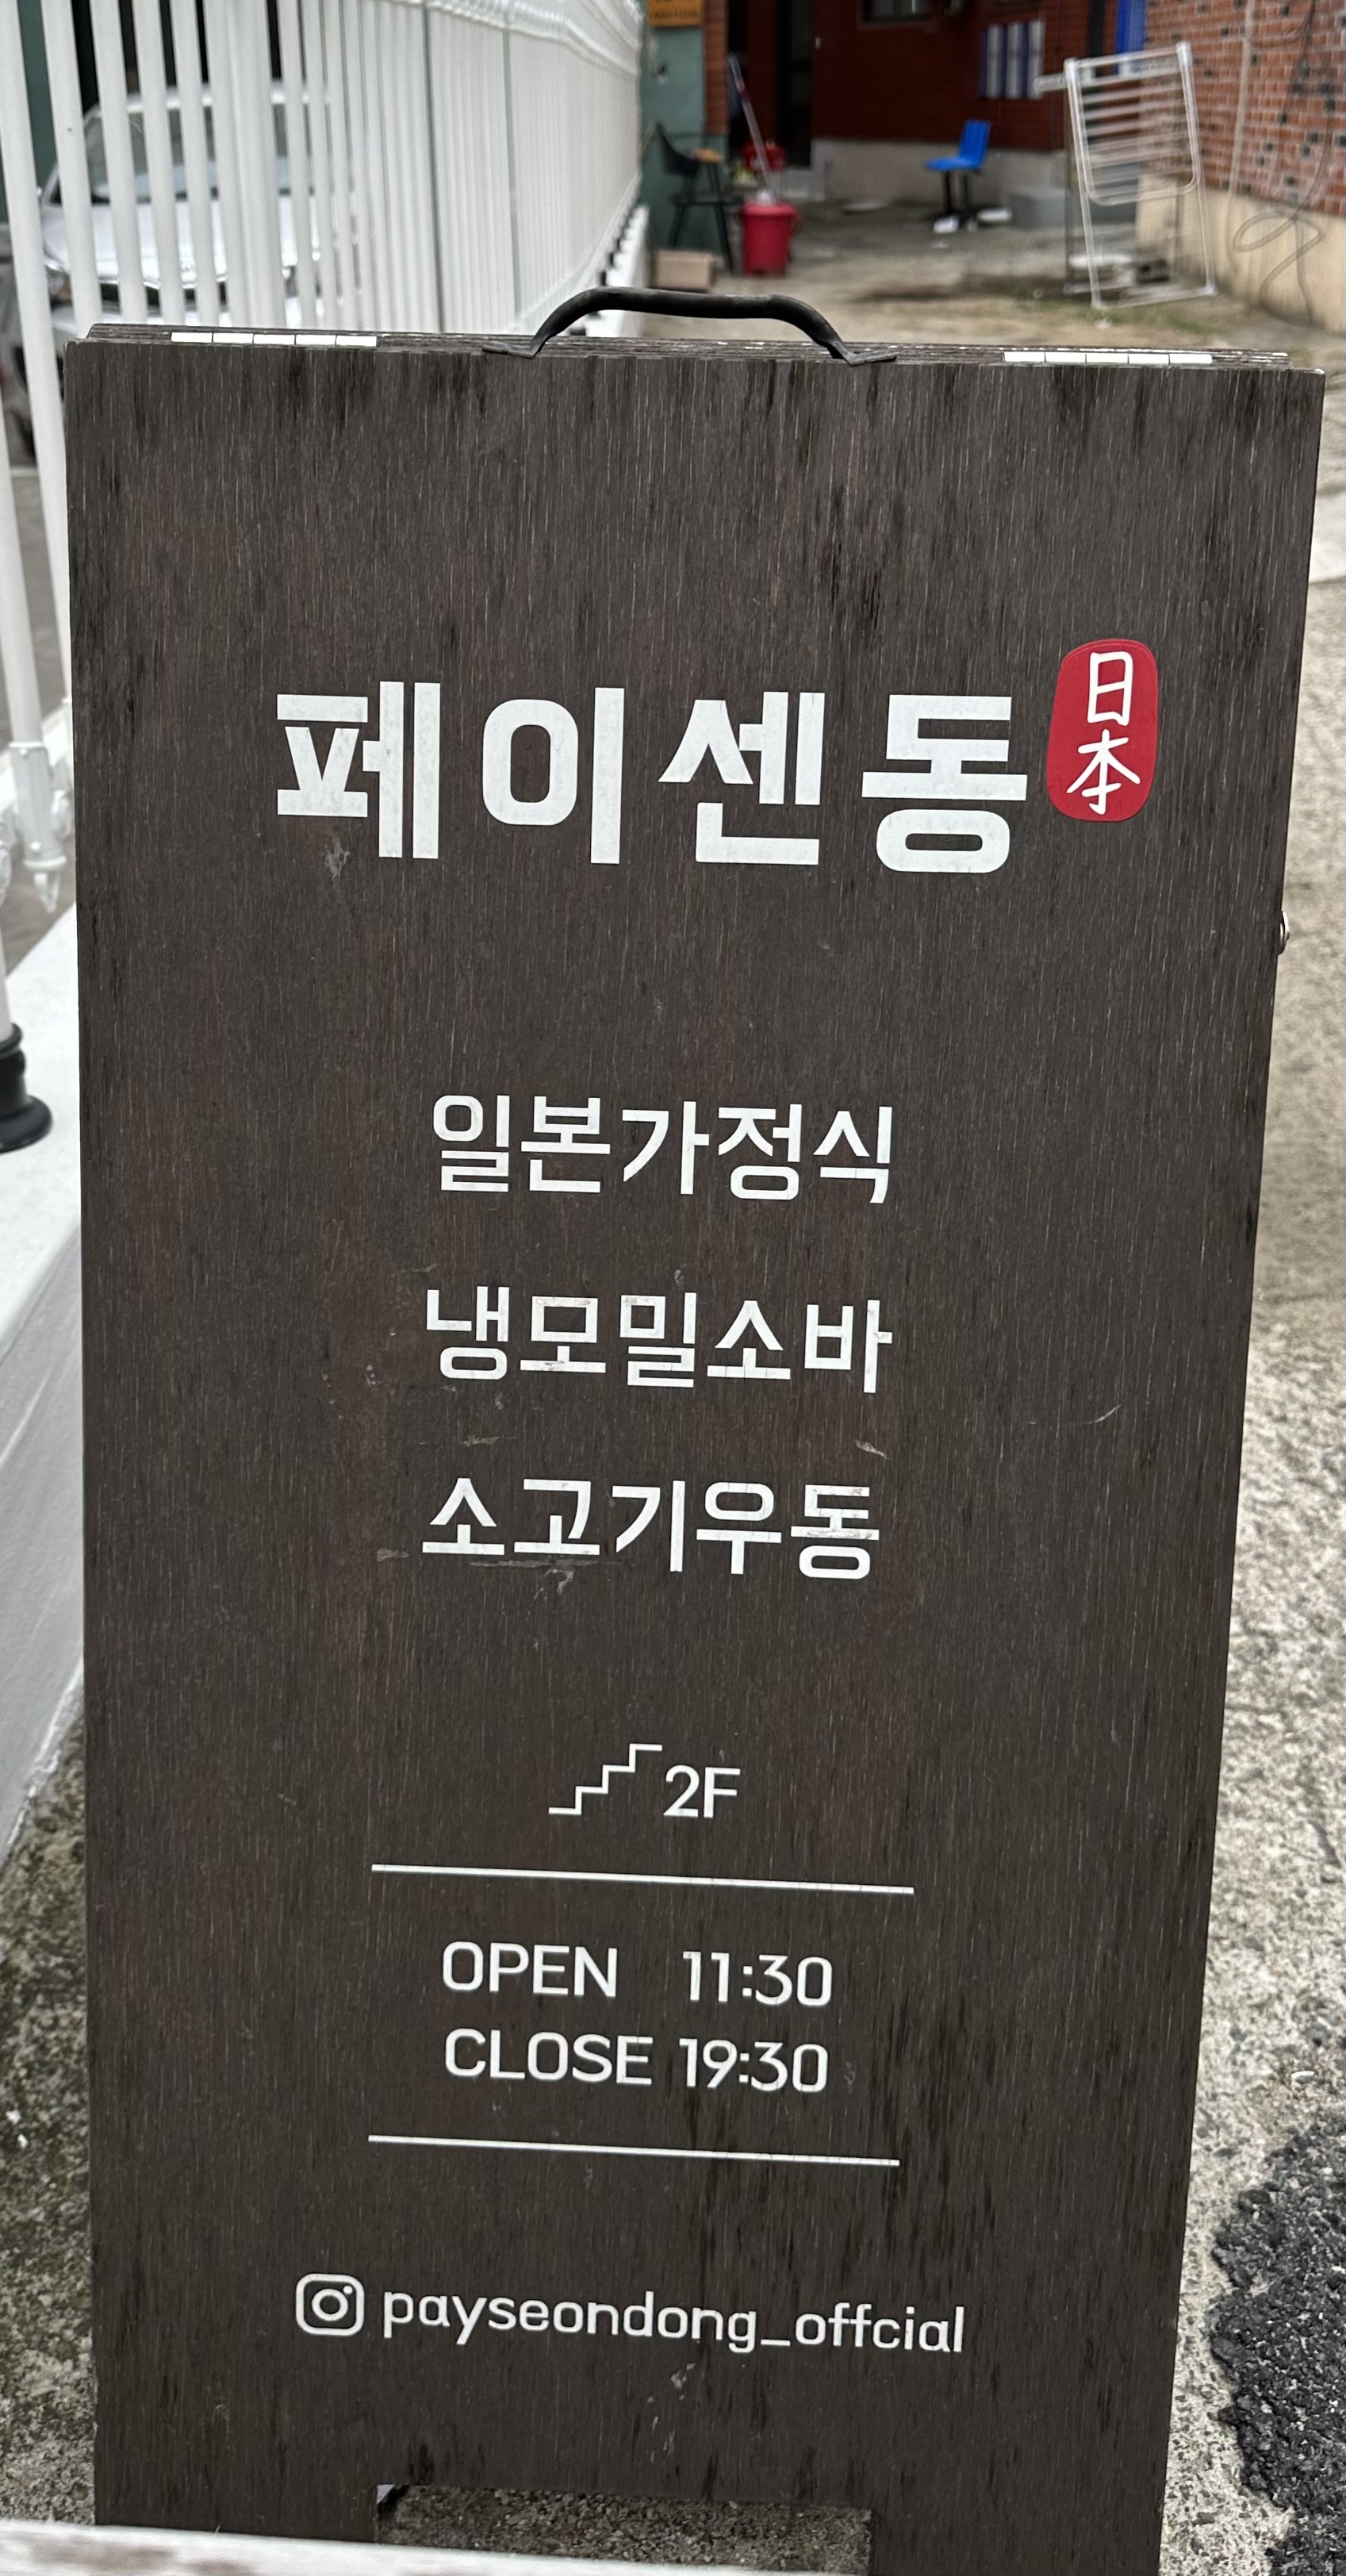 페이센동 日本
일본가정식
냉모밀소바
소고기우동
2F
OPEN 11:30
CLOSE 19:30
payseondong_offcial